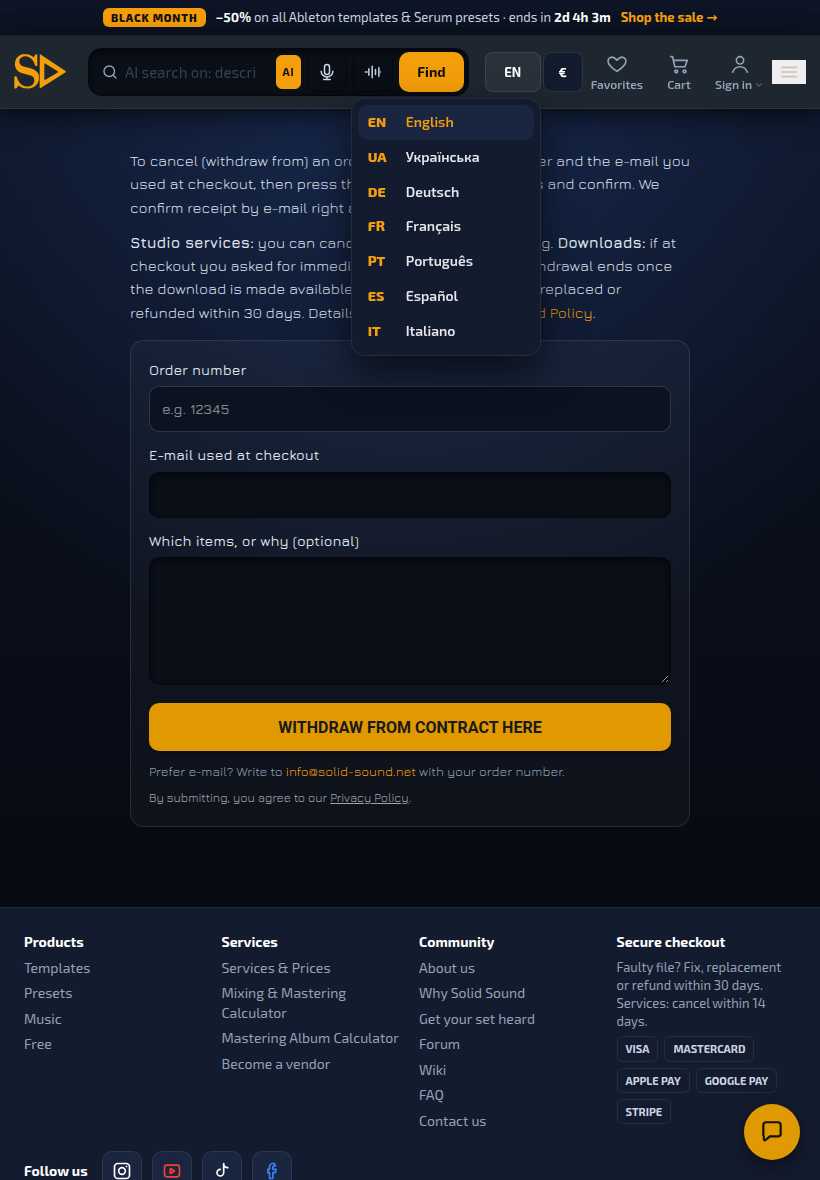 BLACK MONTH −50% on all Ableton templates & Serum presets · ends in 2d 4h 3m Shop the sale →
AI search on: descri AI Find EN €
Favorites Cart Sign in
EN English
UA Українська
DE Deutsch
FR Français
PT Português
ES Español
IT Italiano
To cancel (withdraw from) an er and the e-mail you
used at checkout, then press and confirm. We
confirm receipt by e-mail right
Studio services: you can Downloads: if at
checkout you asked for ends once
the download is made available replaced or
refunded within 30 days. Policy.
Order number
e.g. 12345
E-mail used at checkout
Which items, or why (optional)
WITHDRAW FROM CONTRACT HERE
Prefer e-mail? Write to info@solid-sound.net with your order number.
By submitting, you agree to our Privacy Policy.
Products
Templates
Presets
Music
Free
Services
Services & Prices
Mixing & Mastering
Calculator
Mastering Album Calculator
Become a vendor
Community
About us
Why Solid Sound
Get your set heard
Forum
Wiki
FAQ
Contact us
Secure checkout
Faulty file? Fix, replacement
or refund within 30 days.
Services: cancel within 14
days.
VISA MASTERCARD
APPLE PAY GOOGLE PAY
STRIPE
Follow us